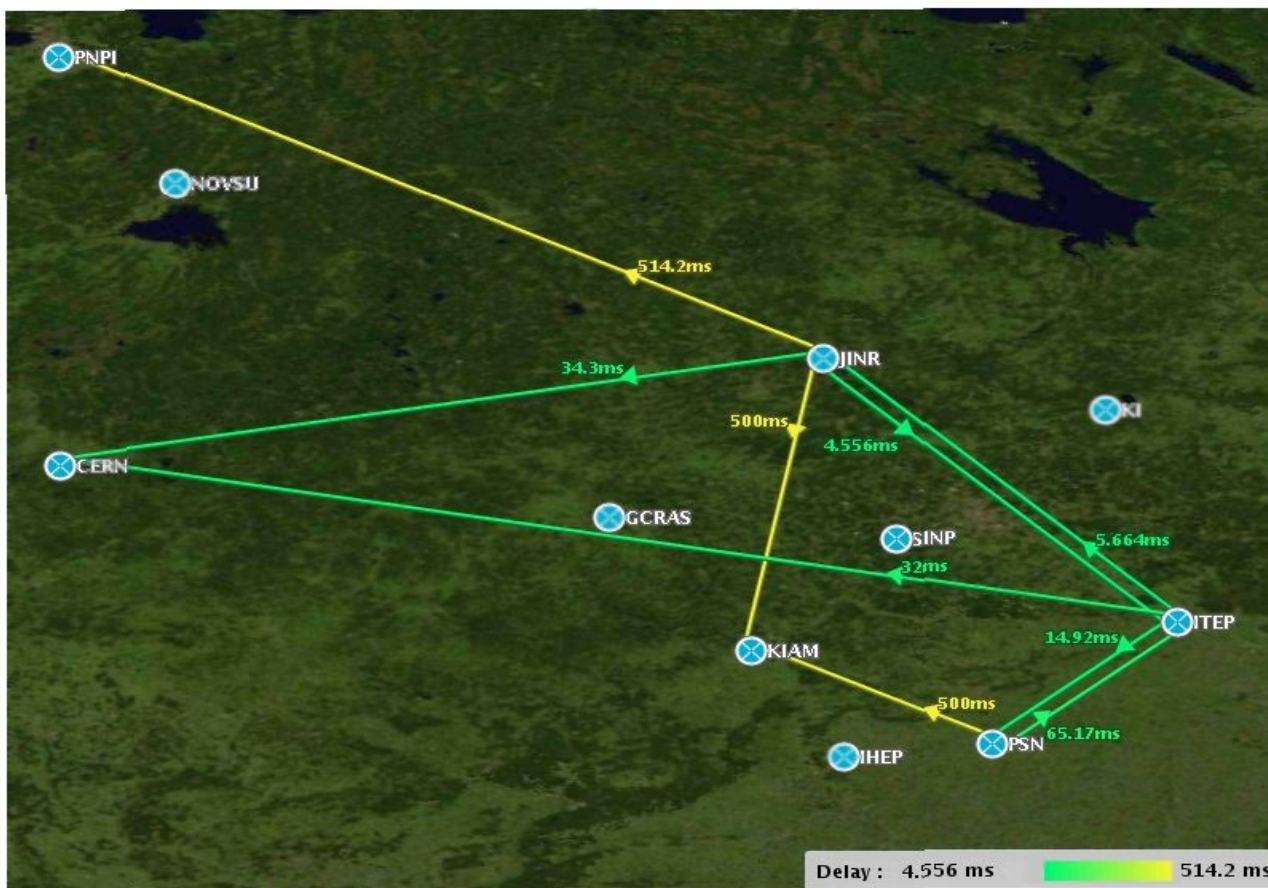 PNPI
NOVSU
514.2ms
JINR
34.3ms
KI
500ms
4.556ms
CERN
GCRAS
SINP
5.664ms
32ms
ITEP
14.92ms
KIAM
500ms
65.17ms
PSN
IHEP
Delay : 4.556 ms 514.2 ms